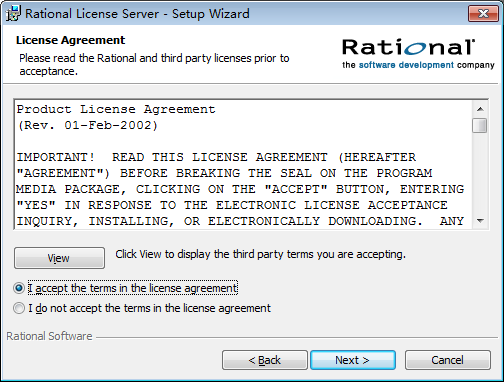 Rational License Server - Setup Wizard
License Agreement
Please read the Rational and third party licenses prior to
acceptance.
Rational®
the software development company
Product License Agreement
(Rev. 01-Feb-2002)
IMPORTANT!  READ THIS LICENSE AGREEMENT (HEREAFTER
"AGREEMENT") BEFORE BREAKING THE SEAL ON THE PROGRAM
MEDIA PACKAGE, CLICKING ON THE "ACCEPT" BUTTON, ENTERING
"YES" IN RESPONSE TO THE ELECTRONIC LICENSE ACCEPTANCE
INQUIRY, INSTALLING, OR ELECTRONICALLY DOWNLOADING.  ANY
View
Click View to display the third party terms you are accepting.
I accept the terms in the license agreement
I do not accept the terms in the license agreement
Rational Software
< Back
Next >
Cancel